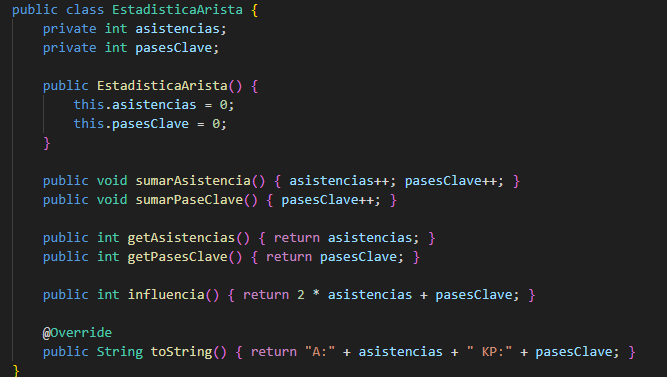 public class EstadisticaArista {
    private int asistencias;
    private int pasesClave;

    public EstadisticaArista() {
        this.asistencias = 0;
        this.pasesClave = 0;
    }

    public void sumarAsistencia() { asistencias++; pasesClave++; }
    public void sumarPaseClave() { pasesClave++; }

    public int getAsistencias() { return asistencias; }
    public int getPasesClave() { return pasesClave; }

    public int influencia() { return 2 * asistencias + pasesClave; }

    @Override
    public String toString() { return "A:" + asistencias + " KP:" + pasesClave; }
}